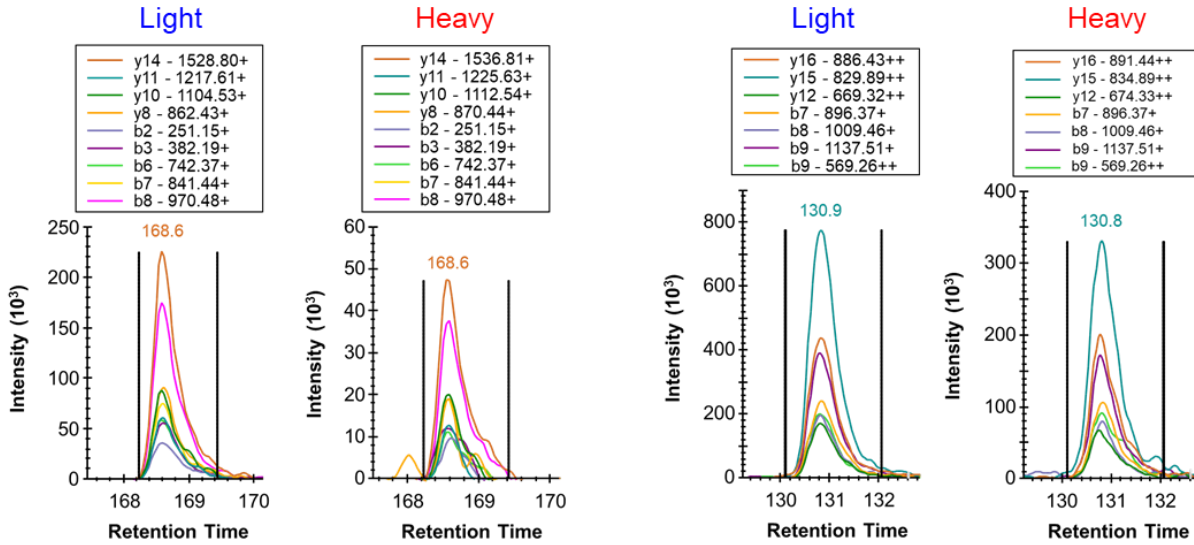 Light
y14 - 1528.80+
y11 - 1217.61+
y10 - 1104.53+
y8 - 862.43+
b2 - 251.15+
b3 - 382.19+
b6 - 742.37+
b7 - 841.44+
b8 - 970.48+
250
200
150
100
50
0
168.6
168
169
170
Intensity (10³)
Retention Time
Heavy
y14 - 1536.81+
y11 - 1225.63+
y10 - 1112.54+
y8 - 870.44+
b2 - 251.15+
b3 - 382.19+
b6 - 742.37+
b7 - 841.44+
b8 - 970.48+
60
50
40
30
20
10
0
168.6
168
169
170
Intensity (10³)
Retention Time
Light
y16 - 886.43++
y15 - 829.89++
y12 - 669.32++
b7 - 896.37+
b8 - 1009.46+
b9 - 1137.51+
b9 - 569.26++
800
600
400
200
0
130.9
130
131
132
Intensity (10³)
Retention Time
Heavy
y16 - 891.44++
y15 - 834.89++
y12 - 674.33++
b7 - 896.37+
b8 - 1009.46+
b9 - 1137.51+
b9 - 569.26++
400
300
200
100
0
130.8
130
131
132
Intensity (10³)
Retention Time